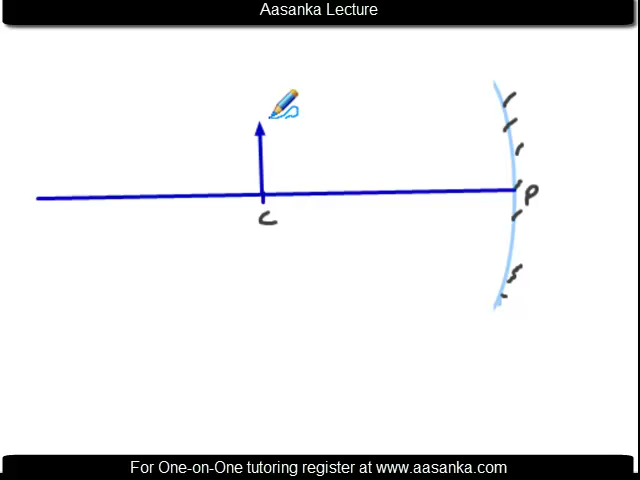 Aasanka Lecture
P
C
For One-on-One tutoring register at www.aasanka.com